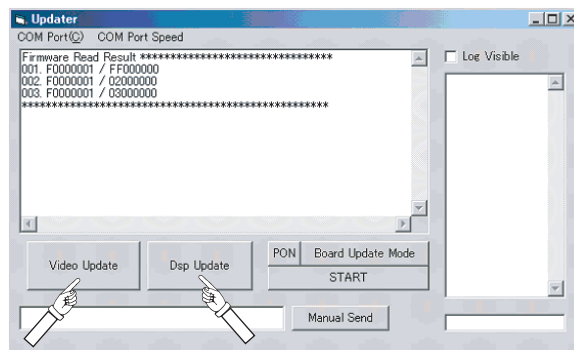 Updater
COM Port(C) COM Port Speed
Firmware Read Result ********************************
001. F0000001 / FF000000
002. F0000001 / 02000000
003. F0000001 / 03000000
***************************************************
Log Visible
Video Update
Dsp Update
PON
Board Update Mode
START
Manual Send